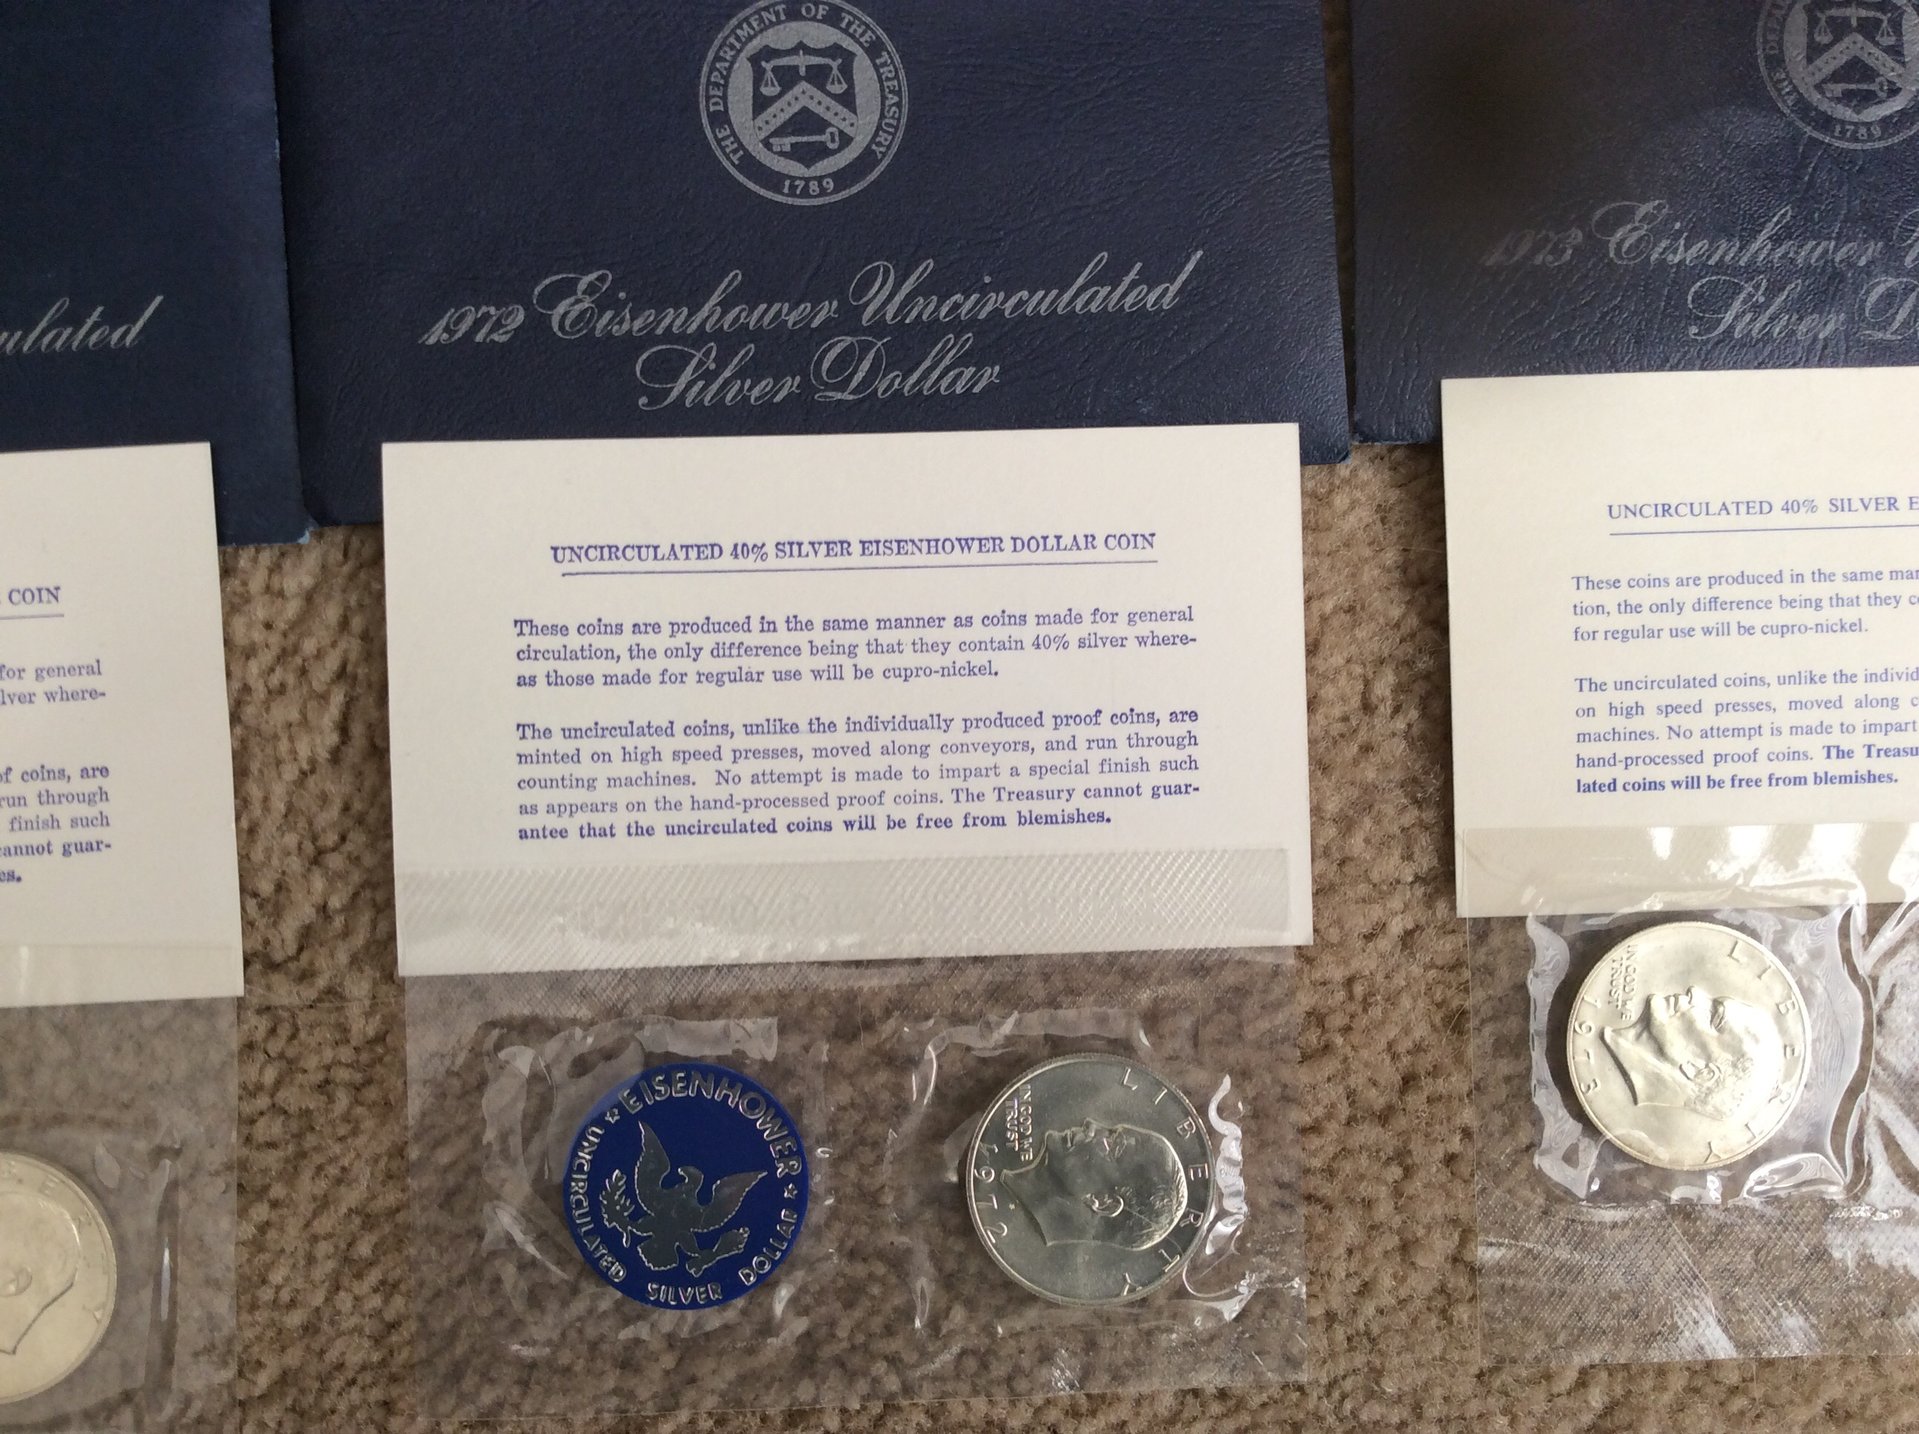 THE DEPARTMENT OF THE TREASURY
1789
1972 Eisenhower Uncirculated
Silver Dollar
ulated
1789
1973 Eisenhower
Silver D
COIN
for general
lver where-
of coins, are
run through
finish such
cannot guar-
es.
UNCIRCULATED 40% SILVER EISENHOWER DOLLAR COIN
These coins are produced in the same manner as coins made for general
circulation, the only difference being that they contain 40% silver where-
as those made for regular use will be cupro-nickel.
The uncirculated coins, unlike the individually produced proof coins, are
minted on high speed presses, moved along conveyors, and run through
counting machines. No attempt is made to impart a special finish such
as appears on the hand-processed proof coins. The Treasury cannot guar-
antee that the uncirculated coins will be free from blemishes.
UNCIRCULATED 40% SILVER E
These coins are produced in the same man
tion, the only difference being that they c
for regular use will be cupro-nickel.
The uncirculated coins, unlike the individ
on high speed presses, moved along c
machines. No attempt is made to impart
hand-processed proof coins. The Treasu
lated coins will be free from blemishes.
EISENHOWER
UNCIRCULATED SILVER DOLLAR
LIBERTY
IN GOD WE
TRUST
1972
LIBERTY
IN GOD WE
TRUST
1973